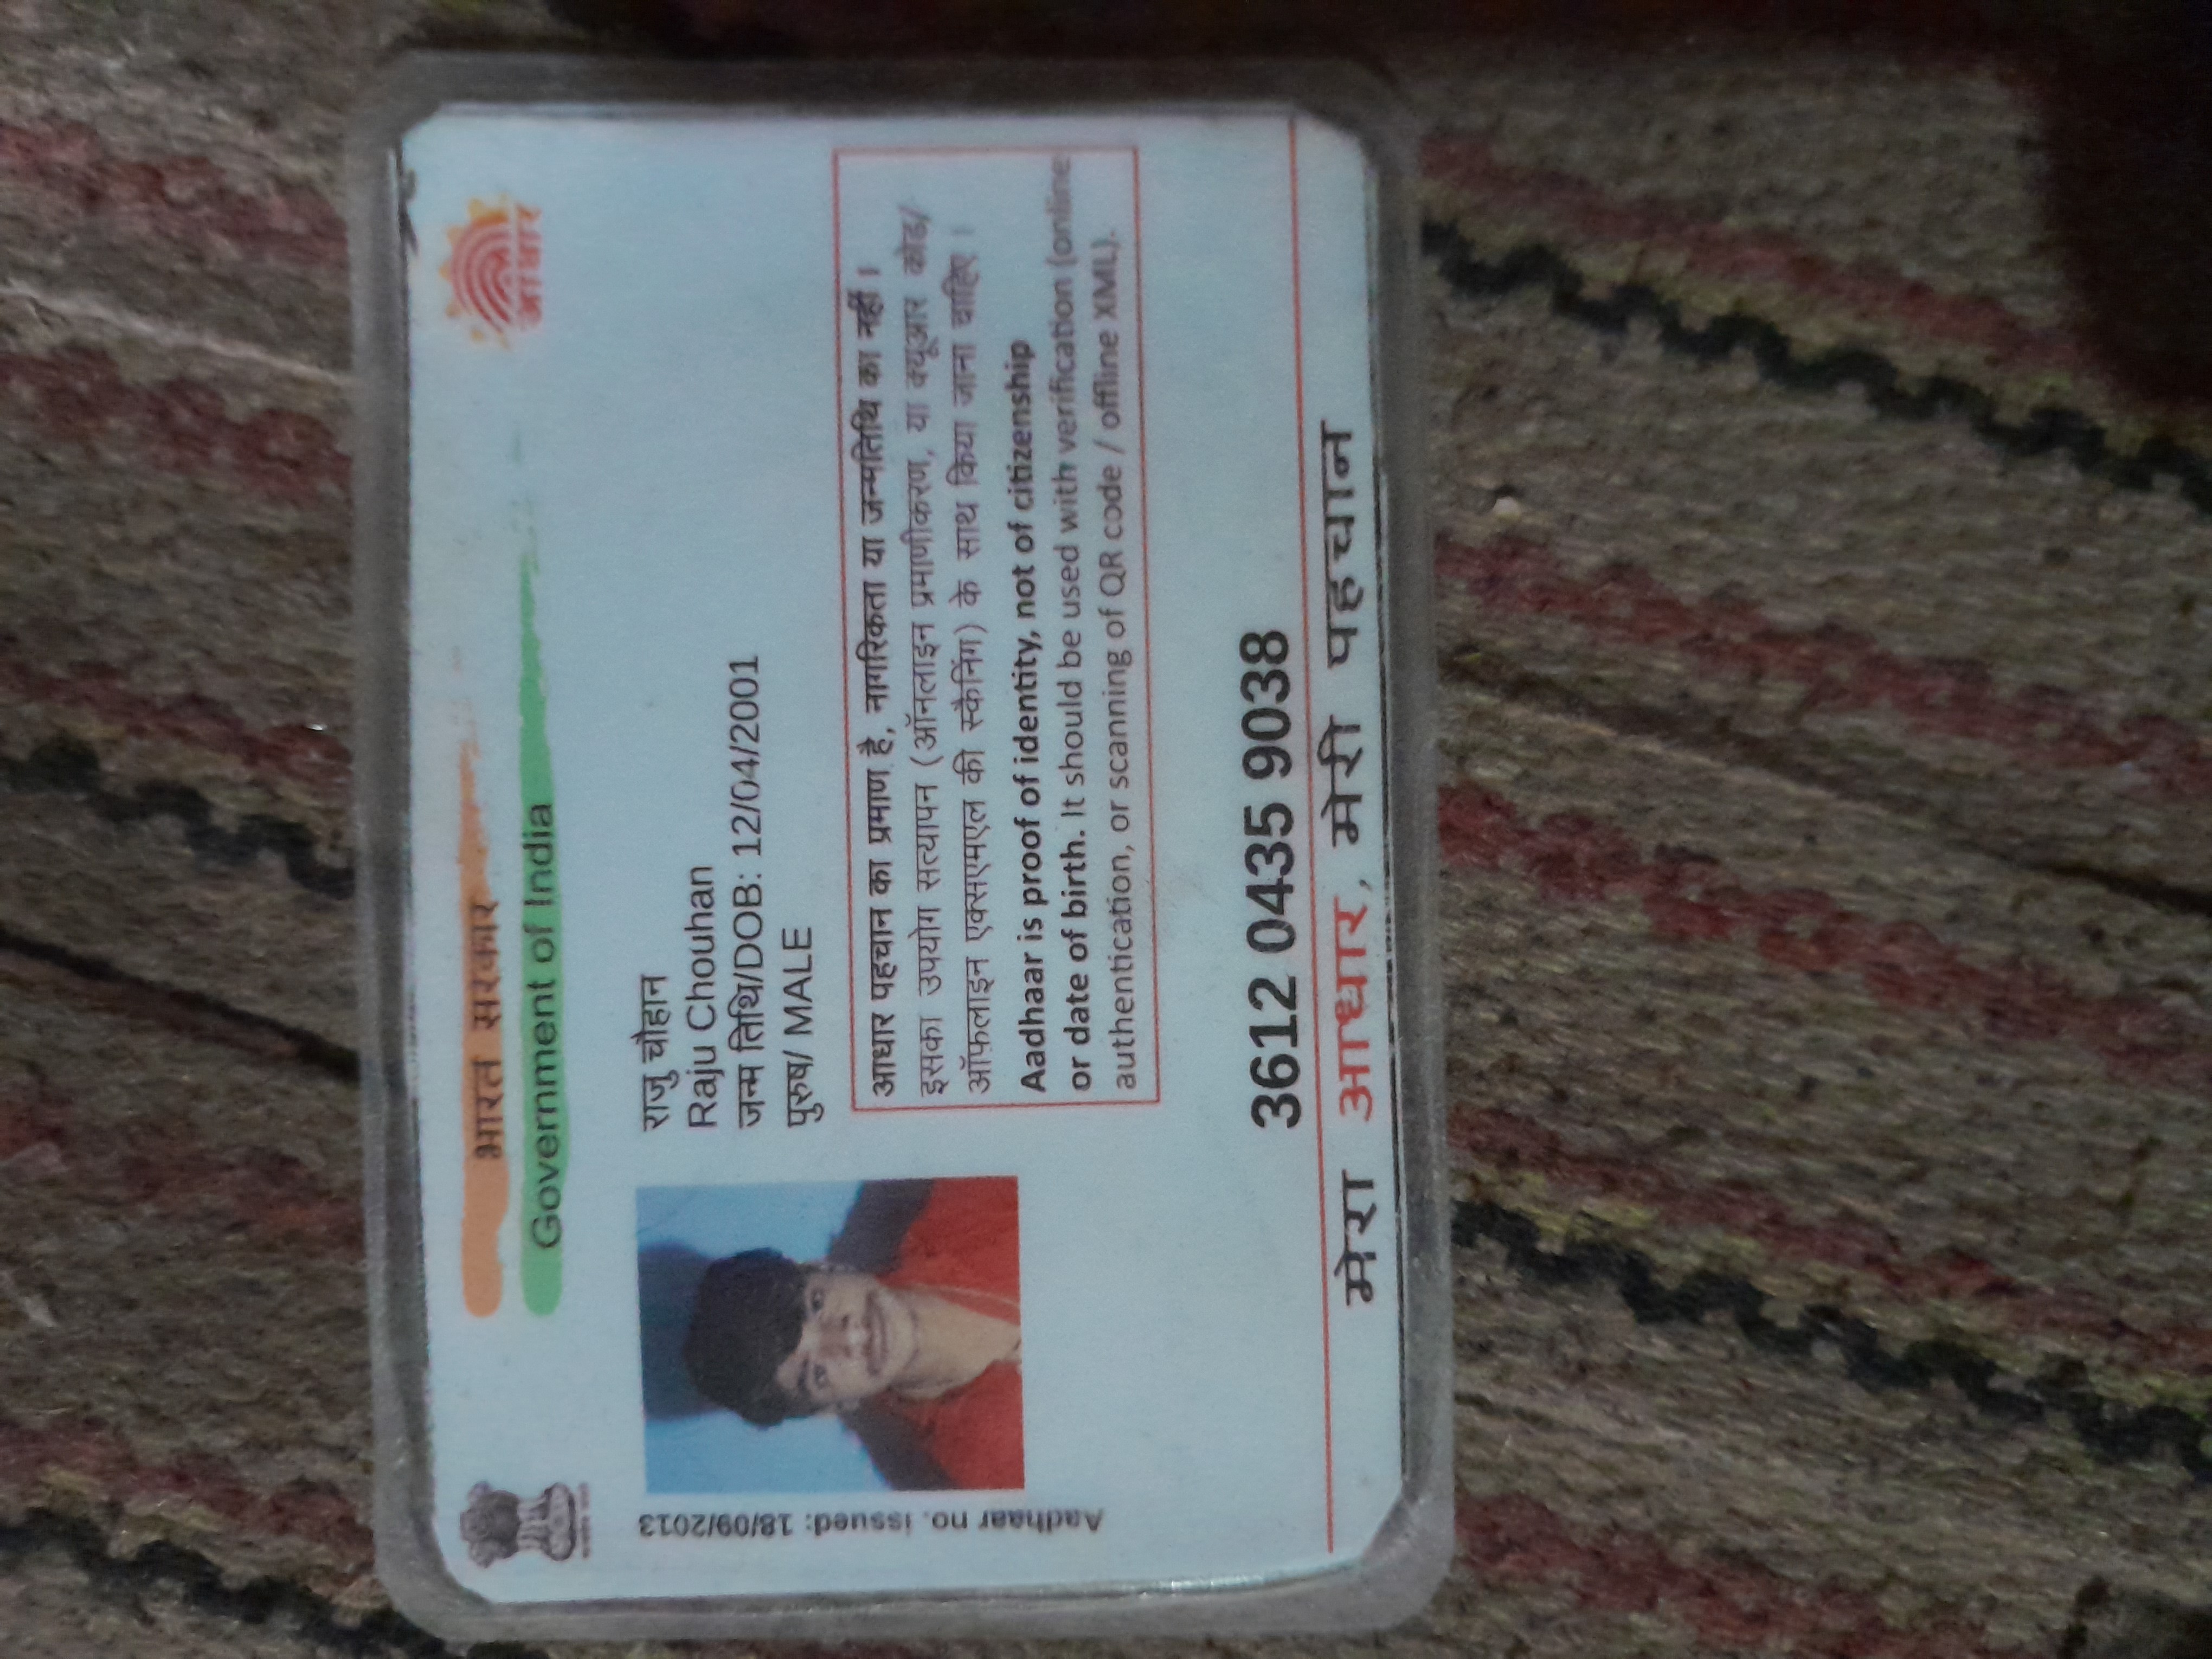 भारत सरकार
Government of India
आधार
राजु चौहान
Raju Chouhan
जन्म तिथि/DOB: 12/04/2001
पुरुष/ MALE
Aadhaar no. issued: 18/09/2013
आधार पहचान का प्रमाण है, नागरिकता या जन्मतिथि का नहीं ।
इसका उपयोग सत्यापन (ऑनलाइन प्रमाणीकरण, या क्यूआर कोड/
ऑफ़लाइन एक्सएमएल की स्कैनिंग) के साथ किया जाना चाहिए ।
Aadhaar is proof of identity, not of citizenship
or date of birth. It should be used with verification (online
authentication, or scanning of QR code / offline XML).
3612 0435 9038
मेरा आधार, मेरी पहचान